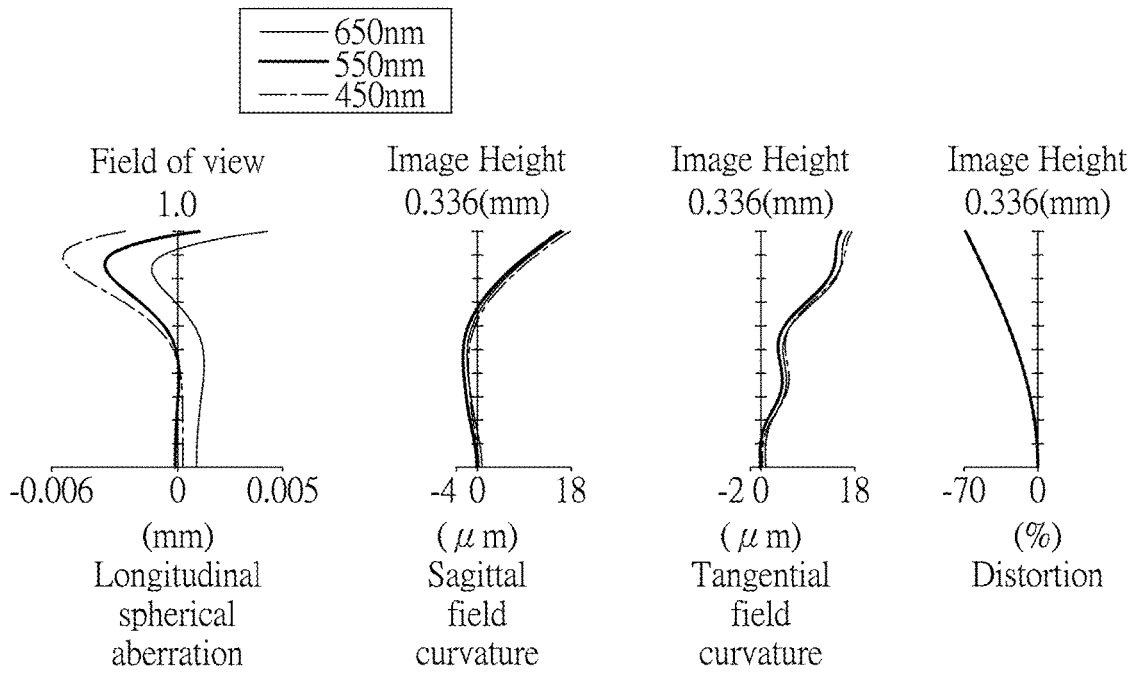 650nm
550nm
450nm
Field of view
1.0
-0.006 0 0.005
(mm)
Longitudinal
spherical
aberration
Image Height
0.336(mm)
-4 0 18
(μm)
Sagittal
field
curvature
Image Height
0.336(mm)
-2 0 18
(μm)
Tangential
field
curvature
Image Height
0.336(mm)
-70 0
(%)
Distortion